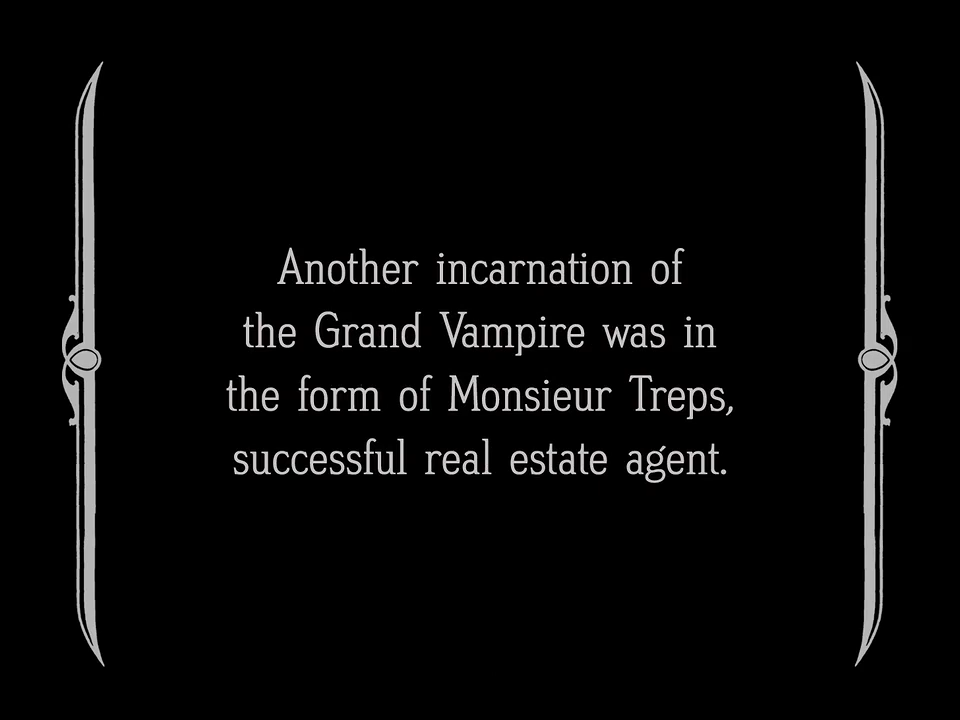 Another incarnation of
the Grand Vampire was in
the form of Monsieur Treps,
successful real estate agent.